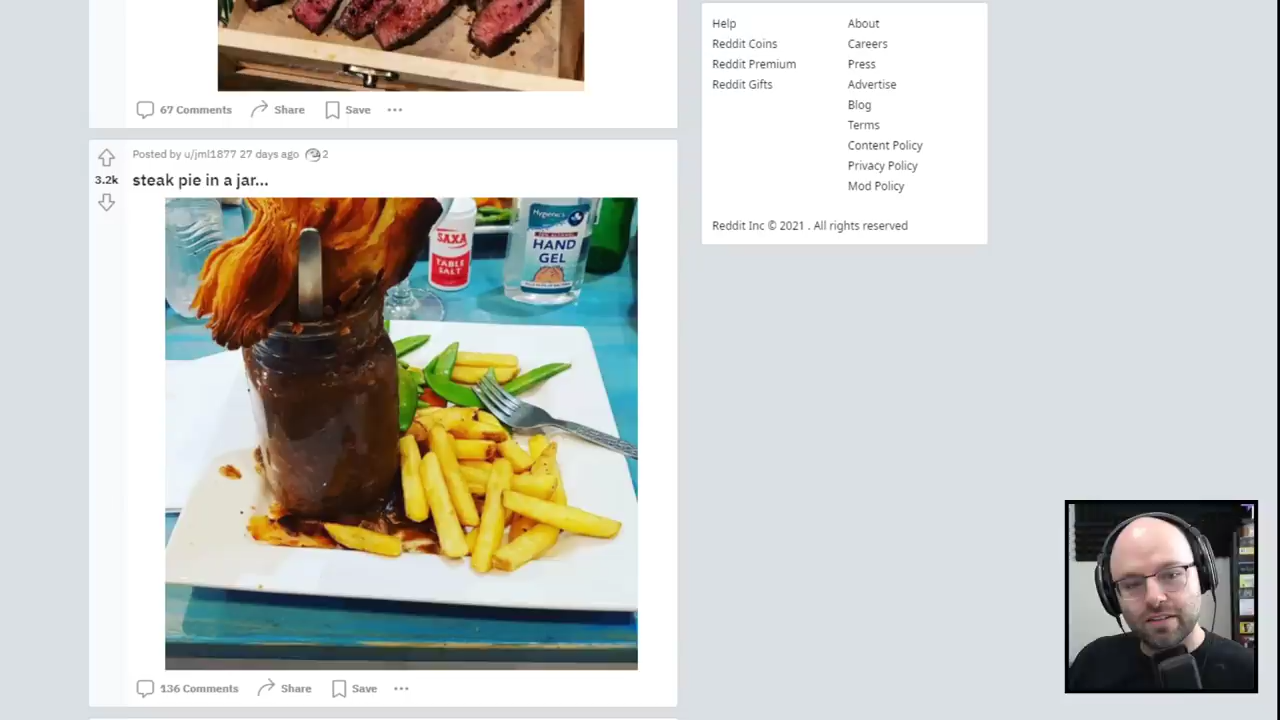 67 Comments Share Save
Posted by u/jml1877 27 days ago 2
3.2k
steak pie in a jar...
SAXA
TABLE
SALT
Hygienics
HAND
GEL
136 Comments Share Save
Help About
Reddit Coins Careers
Reddit Premium Press
Reddit Gifts Advertise
Blog
Terms
Content Policy
Privacy Policy
Mod Policy
Reddit Inc © 2021 . All rights reserved